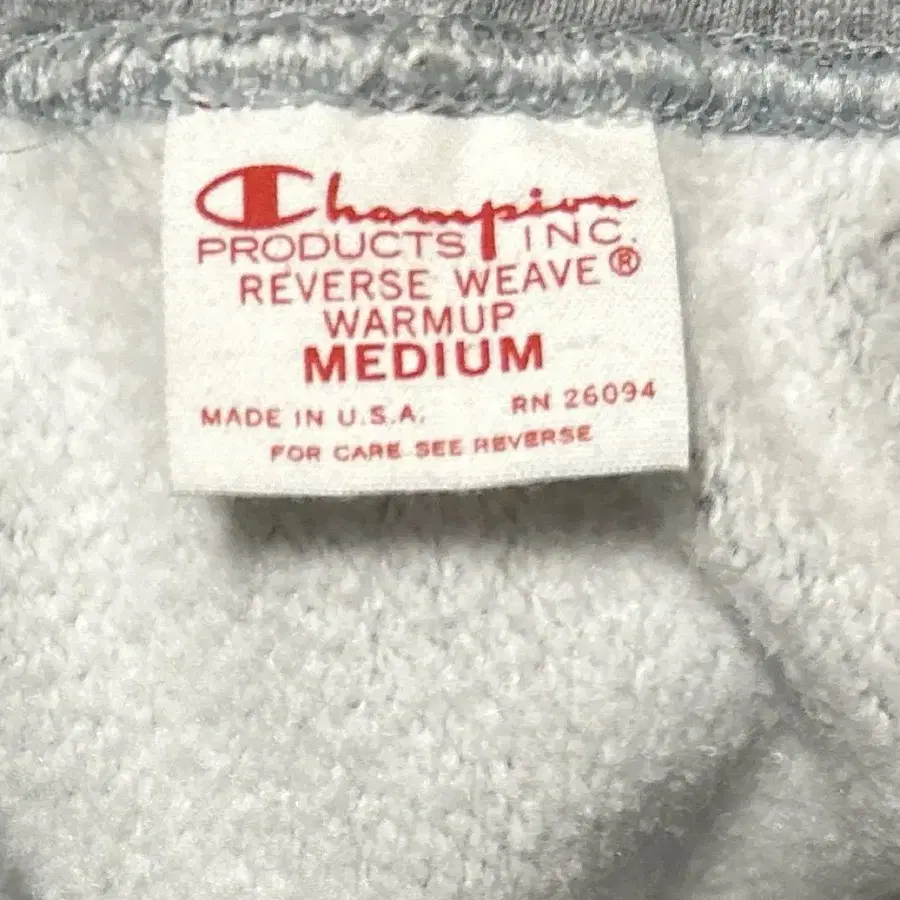 Champion
PRODUCTS INC.
REVERSE WEAVE®
WARMUP
MEDIUM
MADE IN U.S.A. RN 26094
FOR CARE SEE REVERSE